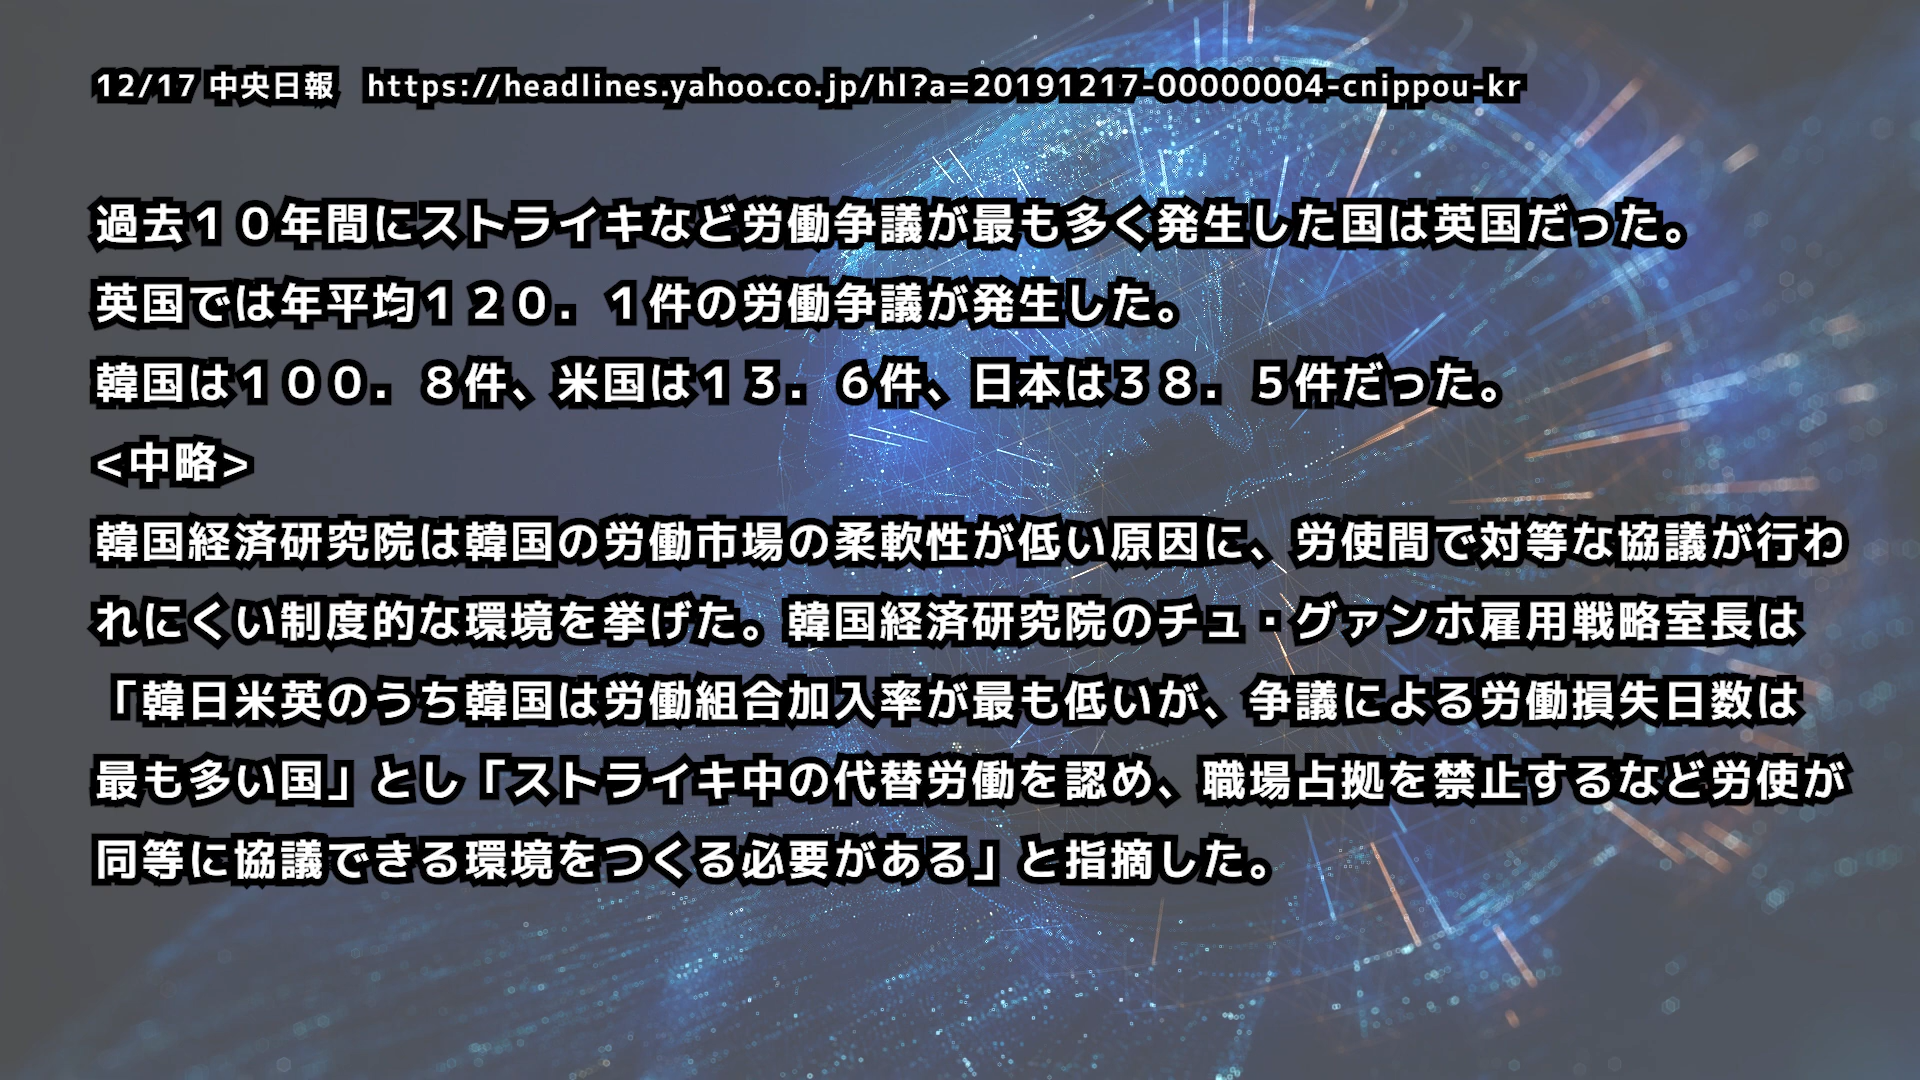 12/17 中央日報　https://headlines.yahoo.co.jp/hl?a=20191217-00000004-cnippou-kr
過去１０年間にストライキなど労働争議が最も多く発生した国は英国だった。
英国では年平均１２０．１件の労働争議が発生した。
韓国は１００．８件、米国は１３．６件、日本は３８．５件だった。
<中略>
韓国経済研究院は韓国の労働市場の柔軟性が低い原因に、労使間で対等な協議が行わ
れにくい制度的な環境を挙げた。韓国経済研究院のチュ・グァンホ雇用戦略室長は
「韓日米英のうち韓国は労働組合加入率が最も低いが、争議による労働損失日数は
最も多い国」とし「ストライキ中の代替労働を認め、職場占拠を禁止するなど労使が
同等に協議できる環境をつくる必要がある」と指摘した。